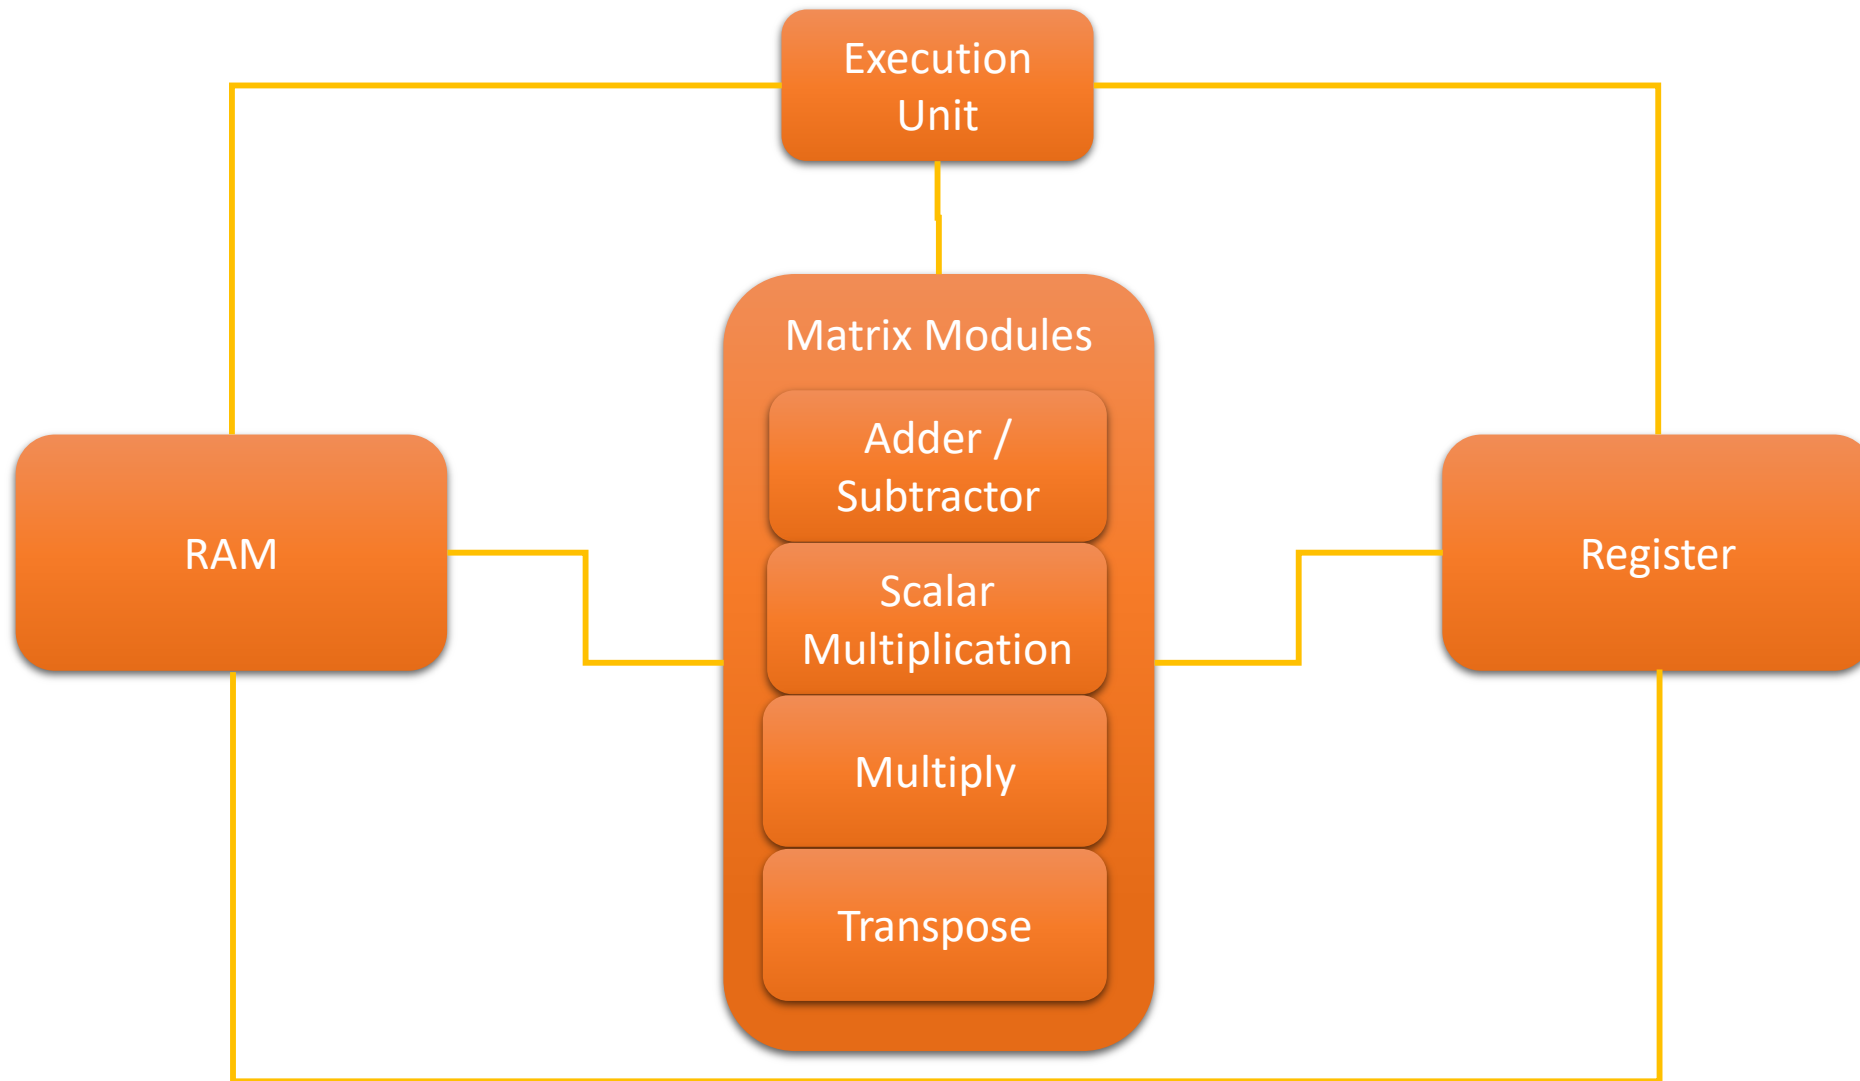 Execution
Unit
Matrix Modules
Adder /
Subtractor
RAM
Register
Scalar
Multiplication
Multiply
Transpose